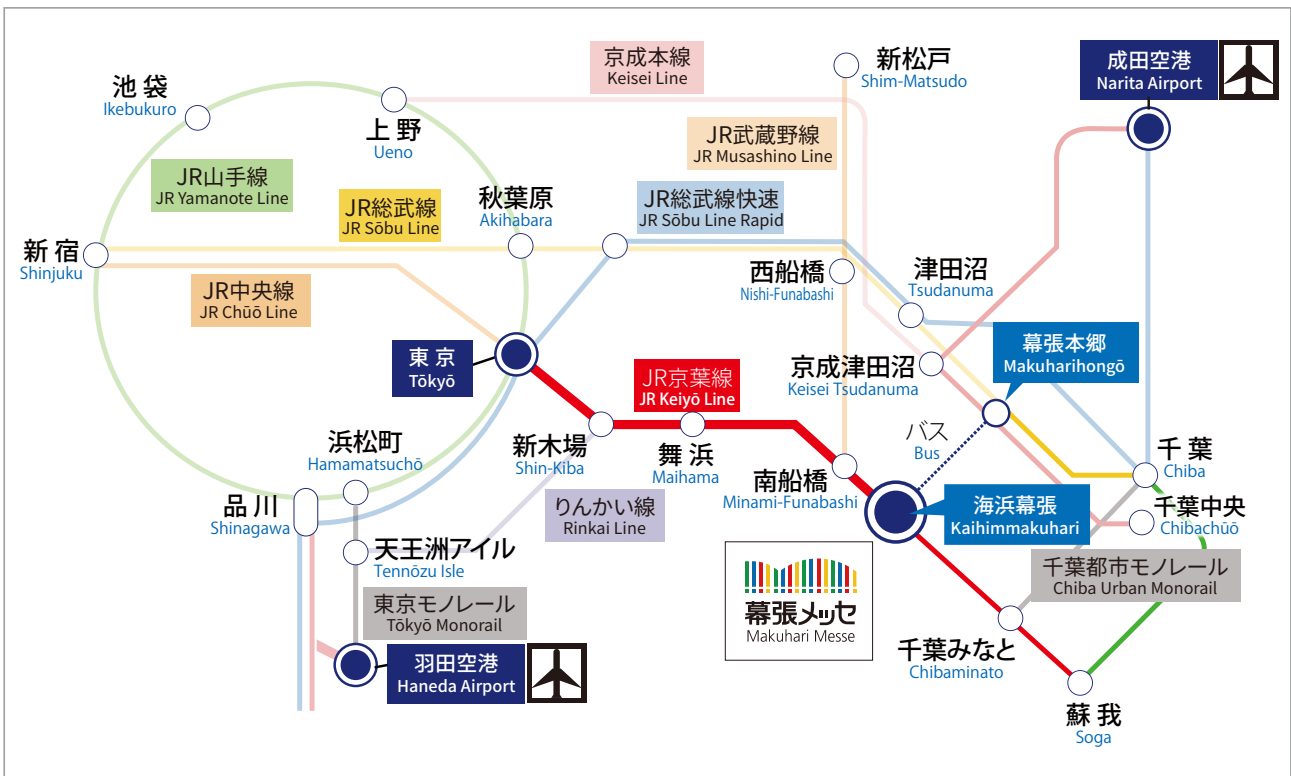 京成本線
Keisei Line
新松戸
Shim-Matsudo
成田空港
Narita Airport
池 袋
Ikebukuro
上 野
Ueno
JR武蔵野線
JR Musashino Line
JR山手線
JR Yamanote Line
JR総武線
JR Sōbu Line
秋葉原
Akihabara
JR総武線快速
JR Sōbu Line Rapid
新 宿
Shinjuku
JR中央線
JR Chūō Line
西船橋
Nishi-Funabashi
津田沼
Tsudanuma
東 京
Tōkyō
JR京葉線
JR Keiyō Line
京成津田沼
Keisei Tsudanuma
幕張本郷
Makuharihongō
浜松町
Hamamatsuchō
新木場
Shin-Kiba
舞 浜
Maihama
バス
Bus
千 葉
Chiba
品 川
Shinagawa
りんかい線
Rinkai Line
南船橋
Minami-Funabashi
海浜幕張
Kaihimmakuhari
千葉中央
Chibachūō
天王洲アイル
Tennōzu Isle
千葉都市モノレール
Chiba Urban Monorail
東京モノレール
Tōkyō Monorail
幕張メッセ
Makuhari Messe
羽田空港
Haneda Airport
千葉みなと
Chibaminato
蘇 我
Soga